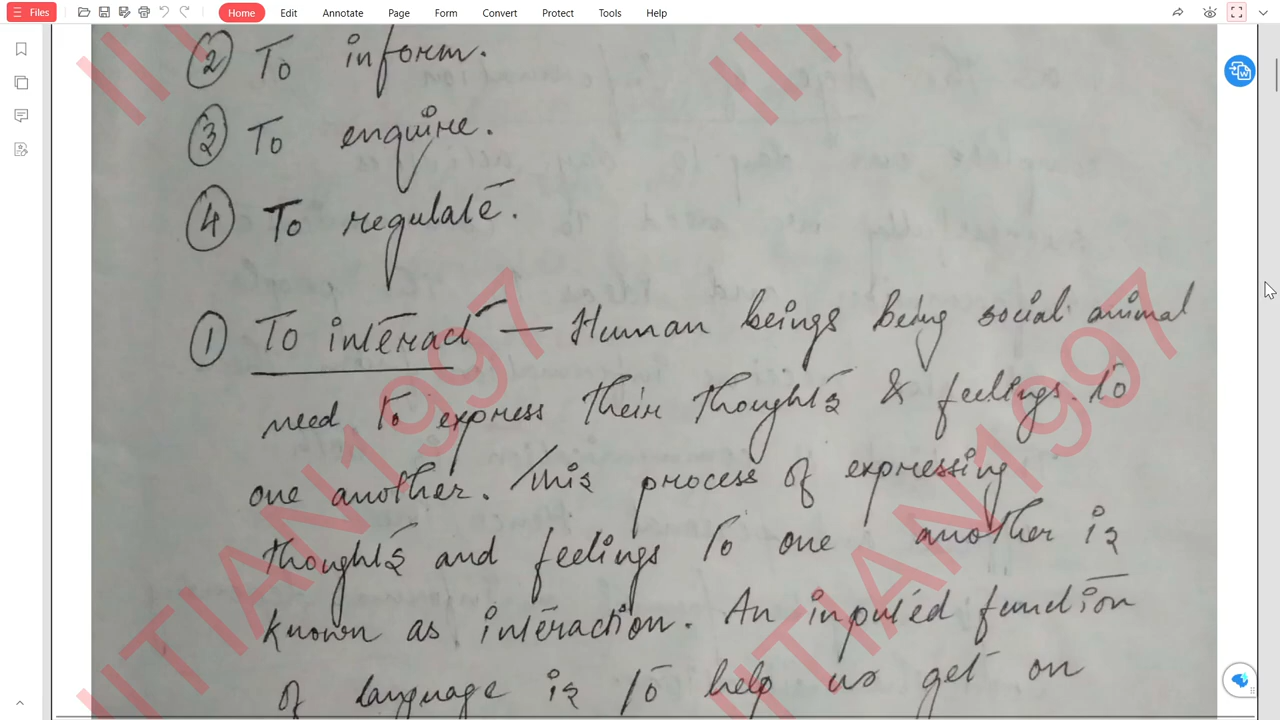 Files
Home Edit Annotate Page Form Convert Protect Tools Help
② To inform.
③ To enquire.
④ To regulate.
① To interact — Human beings being social animal
need to express their thoughts & feelings to
one another. This process of expressing
thoughts and feelings to one another is
known as interaction. An inputed function
of language is to help us get on
IITIAN1997
IITIAN1997